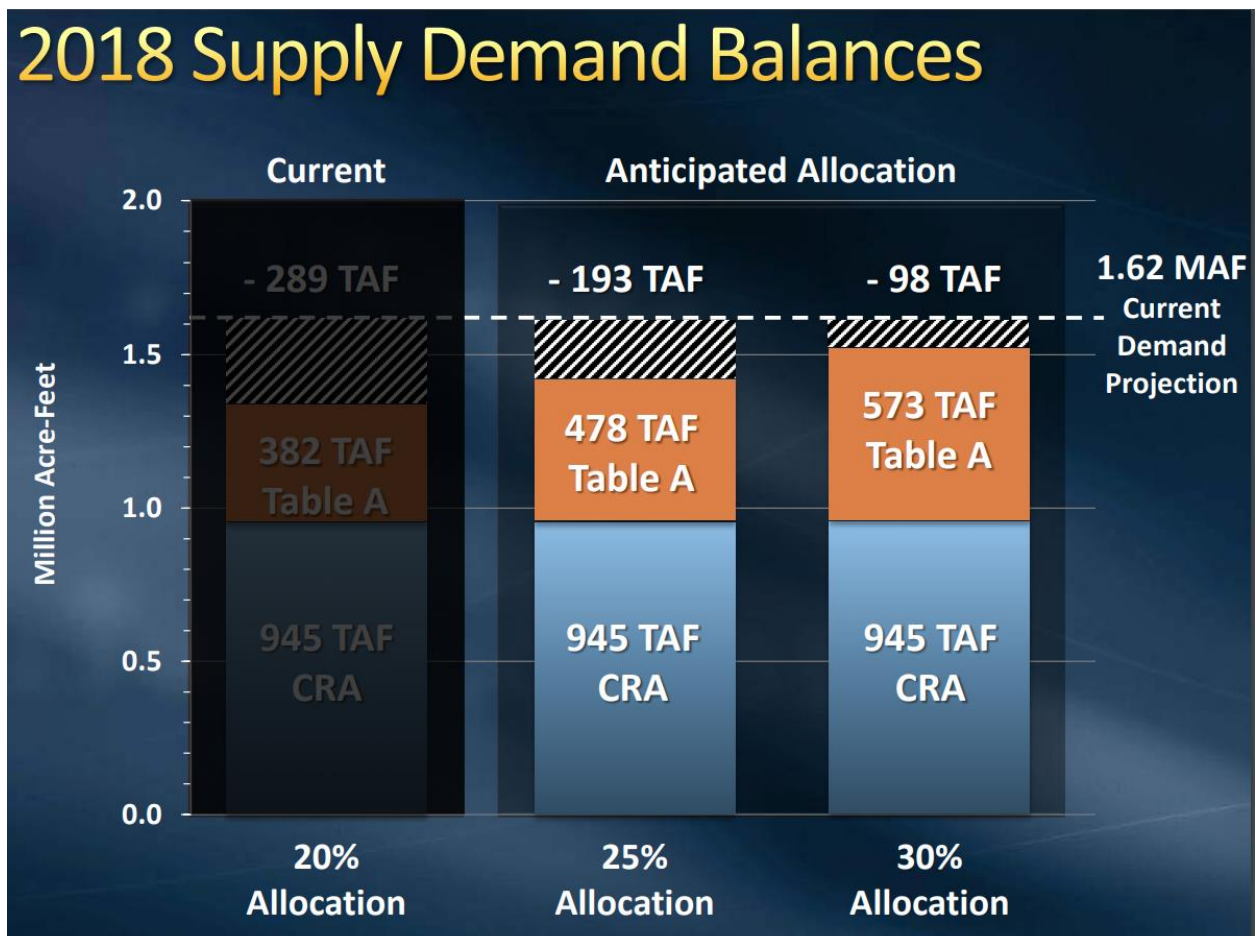 2018 Supply Demand Balances
Current
Anticipated Allocation
2.0
1.5
1.0
0.5
0.0
Million Acre-Feet
- 289 TAF
382 TAF
Table A
945 TAF
CRA
20%
Allocation
- 193 TAF
478 TAF
Table A
945 TAF
CRA
25%
Allocation
- 98 TAF
573 TAF
Table A
945 TAF
CRA
30%
Allocation
1.62 MAF
Current
Demand
Projection